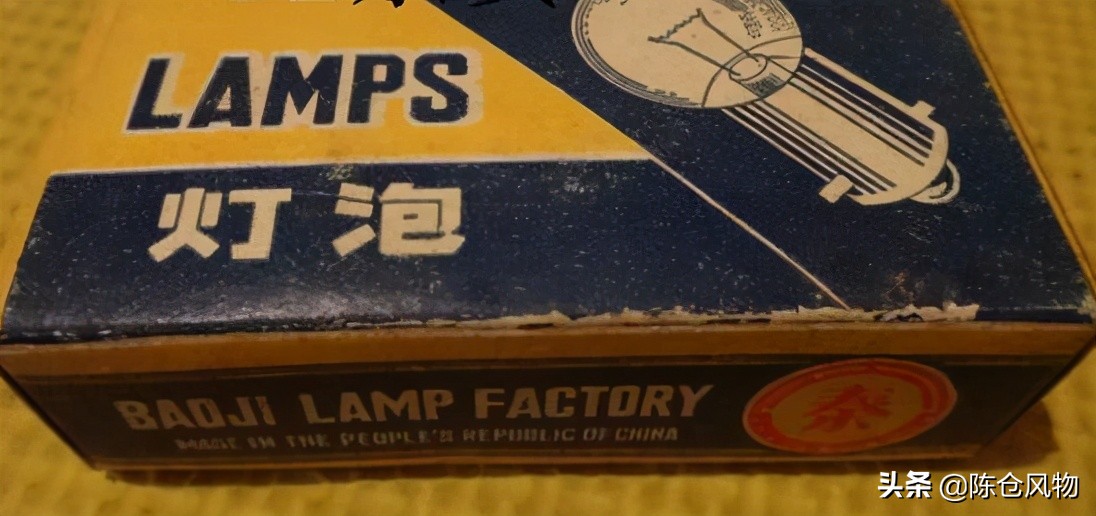 LAMPS
灯泡
BAOJI LAMP FACTORY
MADE IN THE PEOPLE'S REPUBLIC OF CHINA
头条 @陈仓风物